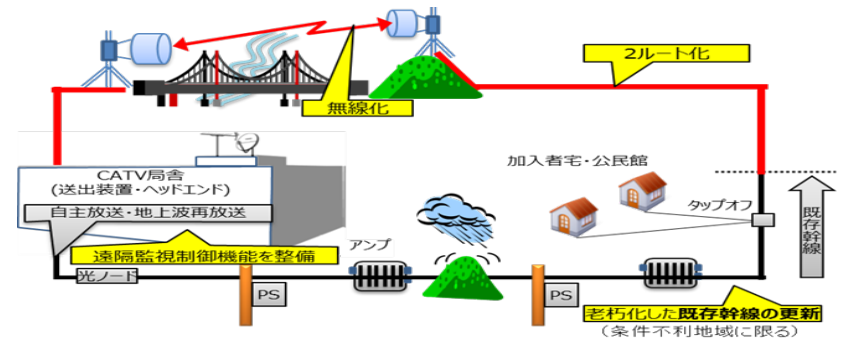 2ルート化
無線化
CATV局舎
(送出装置・ヘッドエンド)
自主放送・地上波再放送
遠隔監視制御機能を整備
加入者宅・公民館
タップオフ
既存幹線
アンプ
光ノード
PS
PS
老朽化した既存幹線の更新
(条件不利地域に限る)